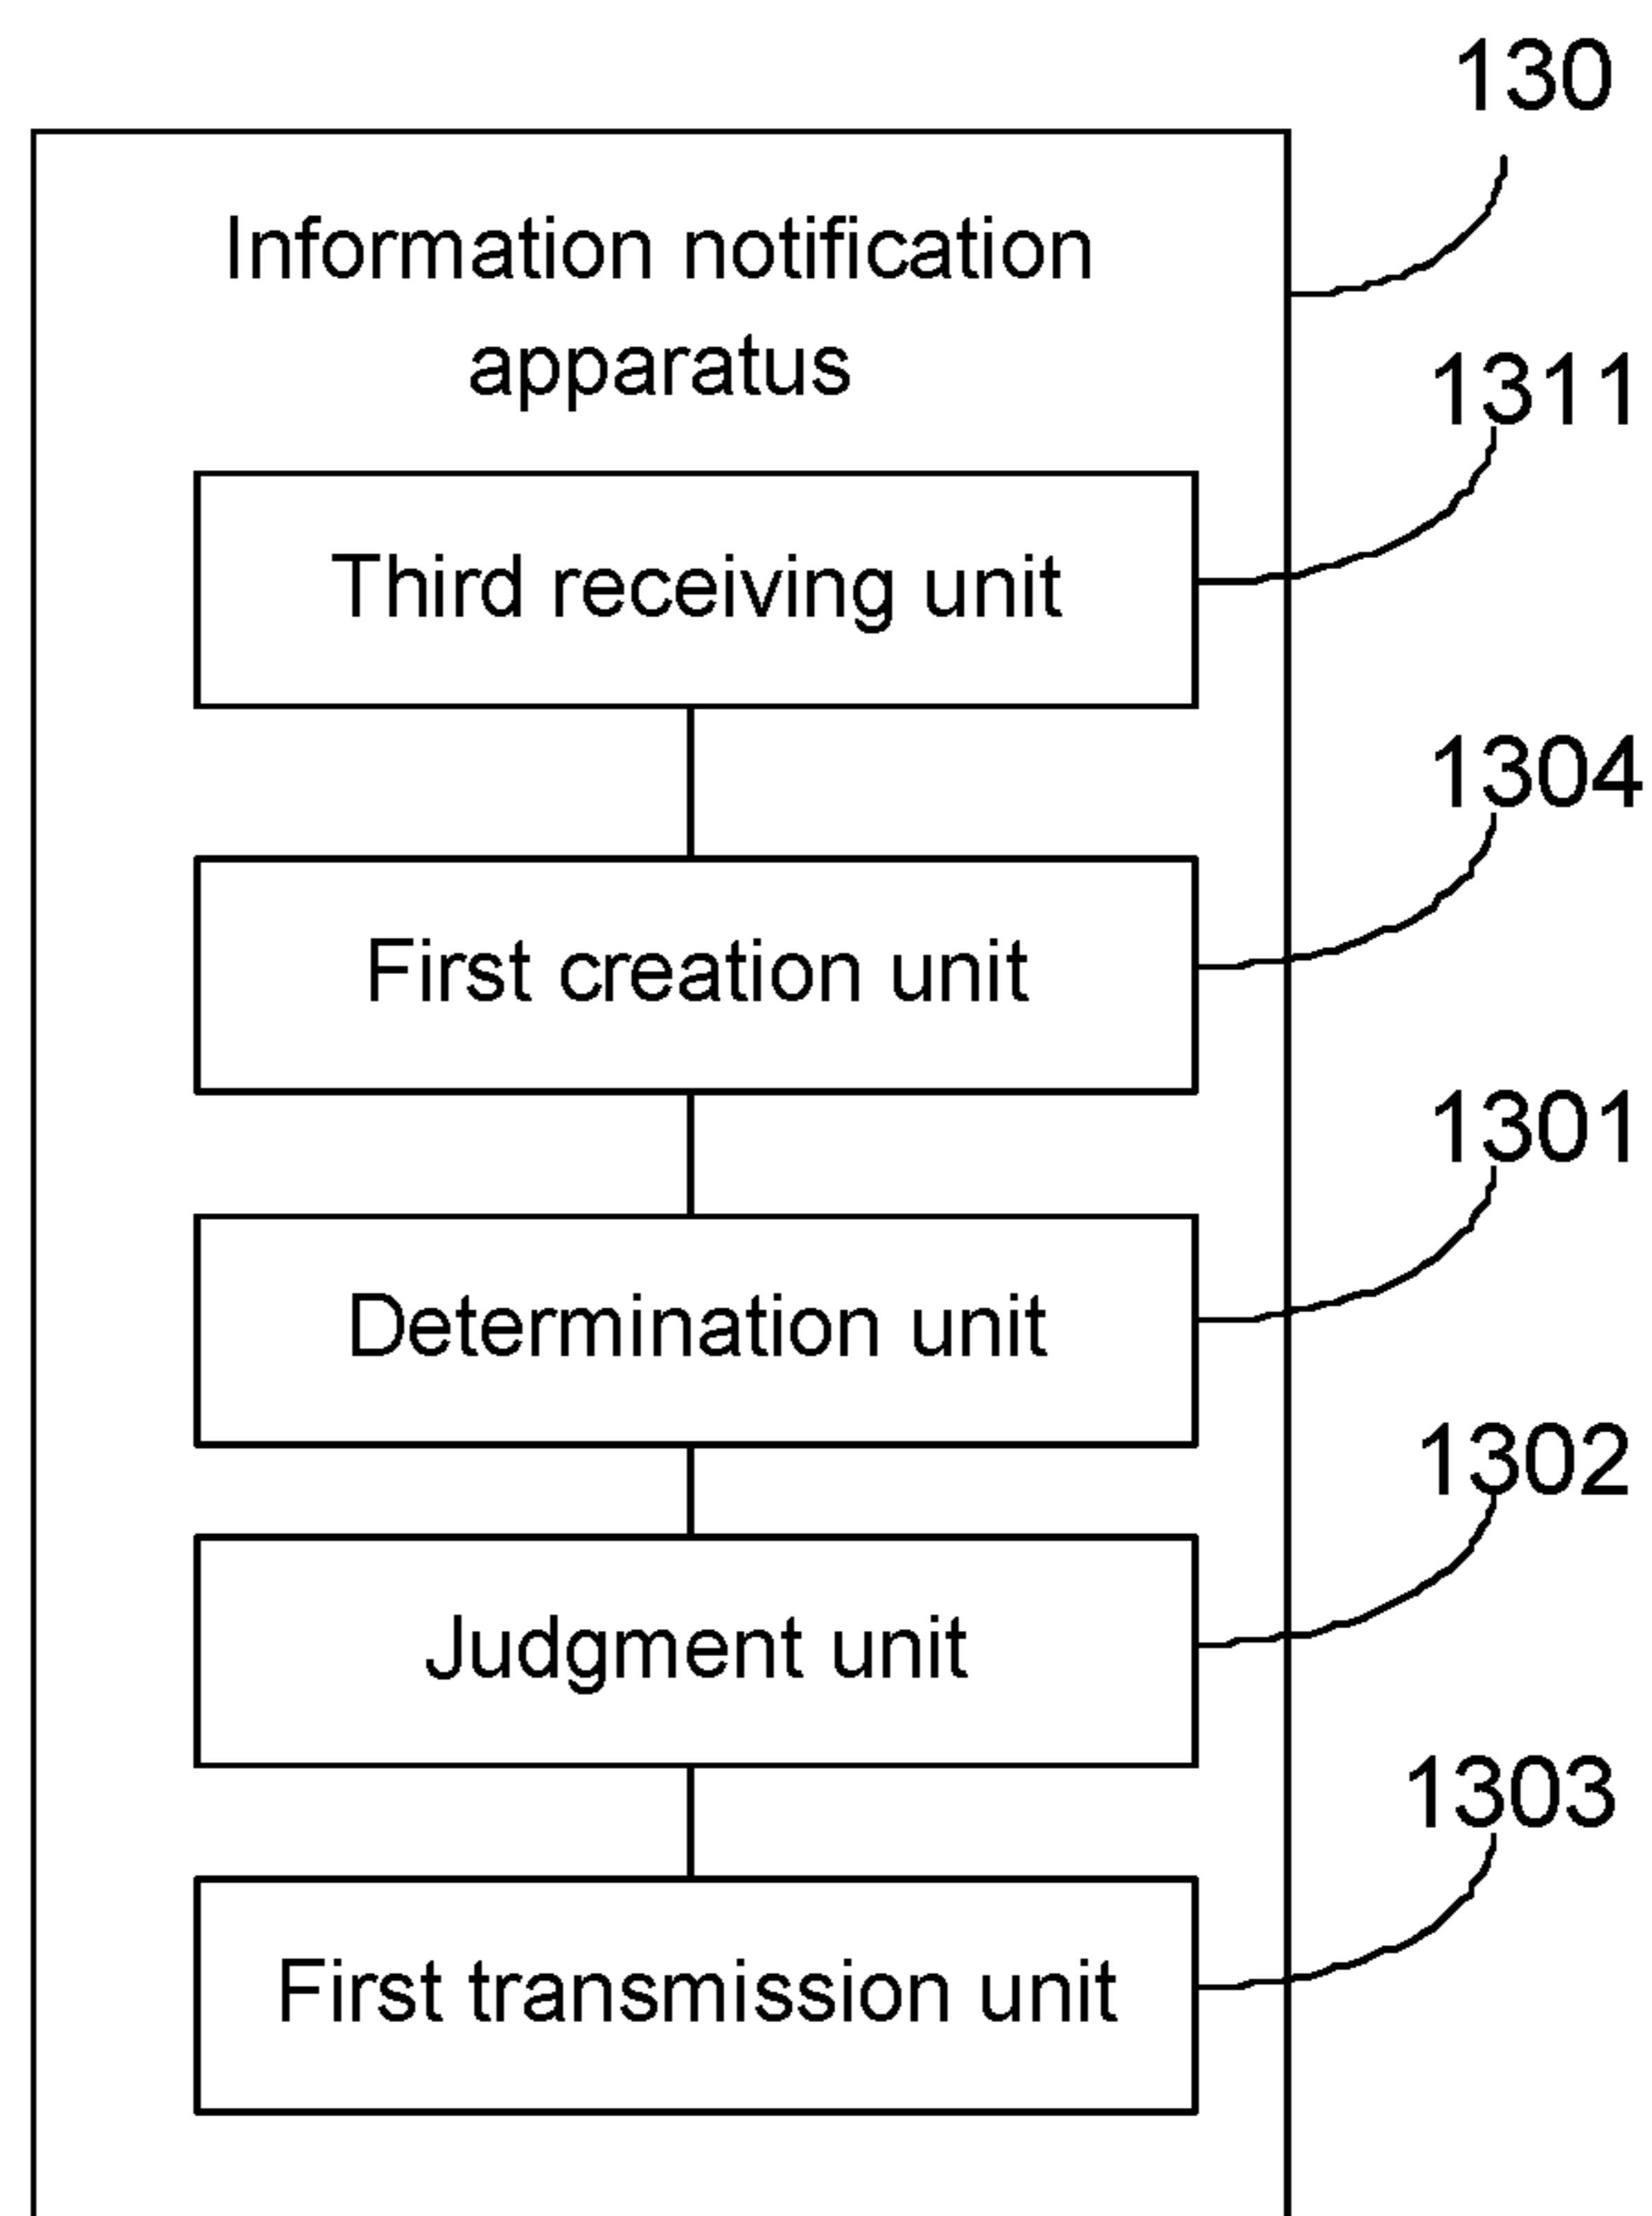 130
Information notification
apparatus
1311
Third receiving unit
1304
First creation unit
1301
Determination unit
1302
Judgment unit
1303
First transmission unit